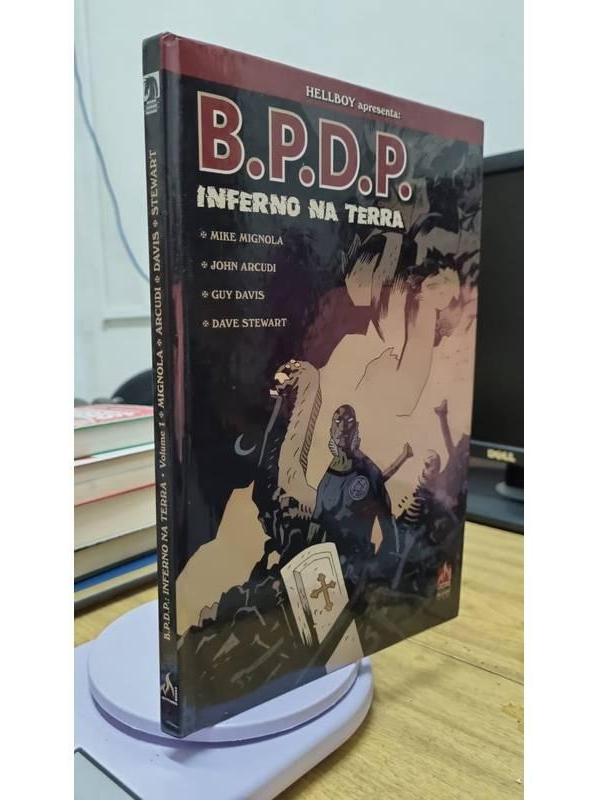 HELLBOY apresenta:
B.P.D.P.
INFERNO NA TERRA
✠ MIKE MIGNOLA
✠ JOHN ARCUDI
✠ GUY DAVIS
✠ DAVE STEWART
B.P.D.P.: INFERNO NA TERRA • Volume 1 ✠ MIGNOLA ✠ ARCUDI ✠ DAVIS ✠ STEWART
DELL